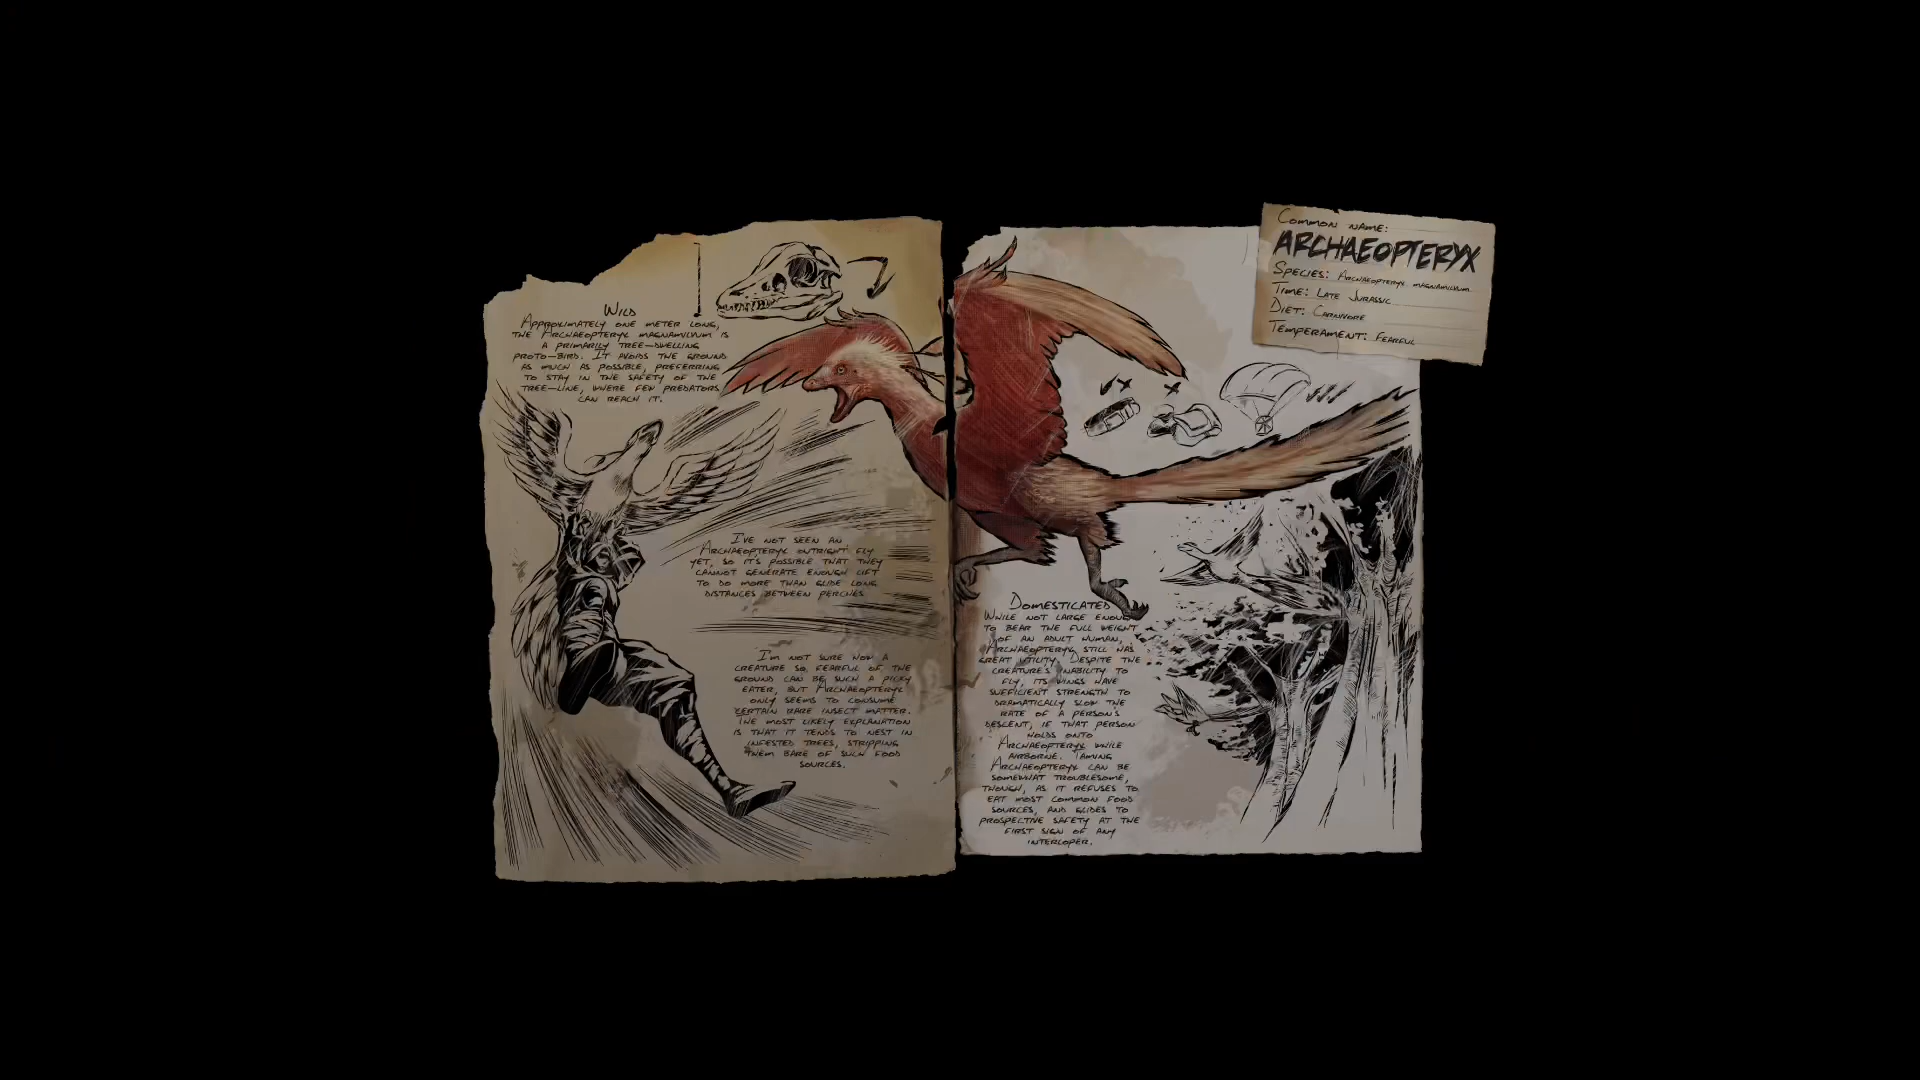 Common name:
ARCHAEOPTERYX
Species: Archaeopteryx magnamilvum
Time: Late Jurassic
Diet: Carnivore
Temperament: Fearful
Wild
Approximately one meter long,
the Archaeopteryx magnamilvum is
a primarily tree-dwelling
proto-bird. It avoids the ground
as much as possible, preferring
to stay in the safety of the
tree-line, where few predators
can reach it.
I've not seen an
Archaeopteryx outright fly
yet, so it's possible that they
cannot generate enough lift
to do more than glide long
distances between perches
I'm not sure how a
creature so fearful of the
ground can be such a picky
eater, but Archaeopteryx
only seems to consume
certain rare insect matter.
The most likely explanation
is that it tends to nest in
infested trees, stripping
them bare of such food
sources.
Domesticated
While not large enough
to bear the full weight
of an adult human,
Archaeopteryx still has
great utility. Despite the
creature's inability to
fly, its wings have
sufficient strength to
dramatically slow the
rate of a person's
descent, if that person
holds onto
Archaeopteryx while
airborne. Taming
Archaeopteryx can be
somewhat troublesome,
though, as it refuses to
eat most common food
sources, and glides to
prospective safety at the
first sign of any
interloper.